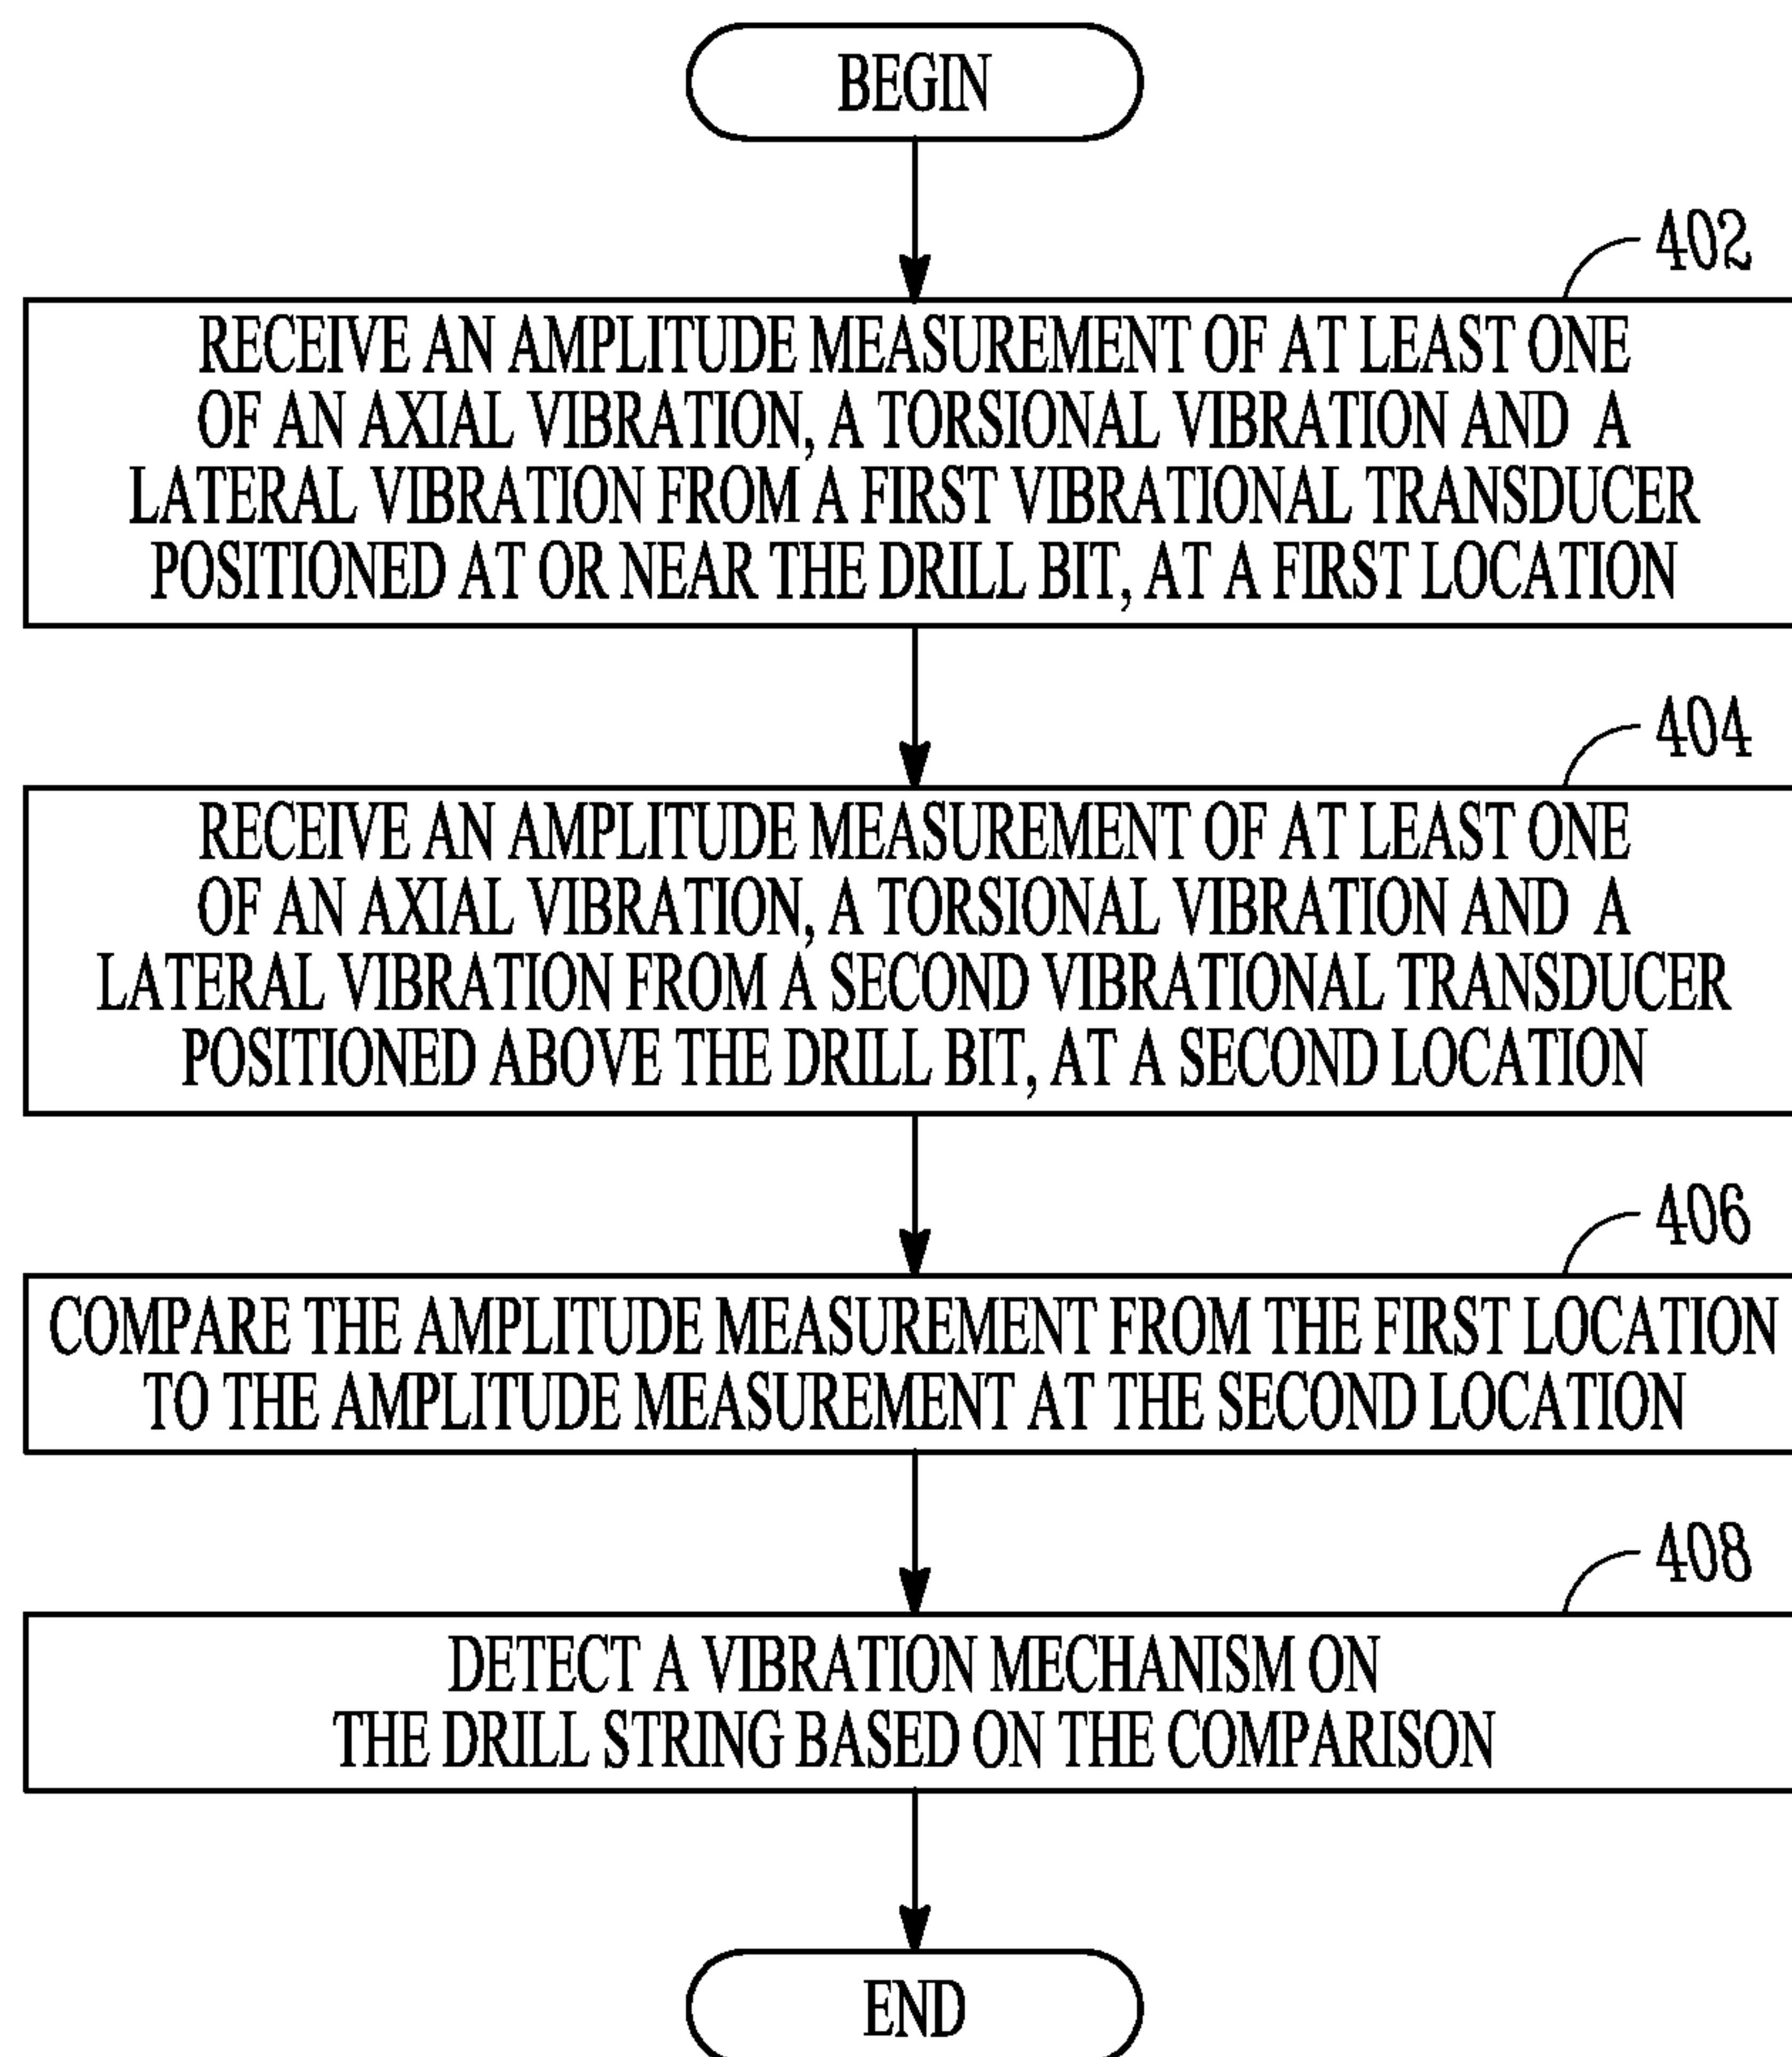 BEGIN
402
RECEIVE AN AMPLITUDE MEASUREMENT OF AT LEAST ONE
OF AN AXIAL VIBRATION, A TORSIONAL VIBRATION AND A
LATERAL VIBRATION FROM A FIRST VIBRATIONAL TRANSDUCER
POSITIONED AT OR NEAR THE DRILL BIT, AT A FIRST LOCATION
404
RECEIVE AN AMPLITUDE MEASUREMENT OF AT LEAST ONE
OF AN AXIAL VIBRATION, A TORSIONAL VIBRATION AND A
LATERAL VIBRATION FROM A SECOND VIBRATIONAL TRANSDUCER
POSITIONED ABOVE THE DRILL BIT, AT A SECOND LOCATION
406
COMPARE THE AMPLITUDE MEASUREMENT FROM THE FIRST LOCATION
TO THE AMPLITUDE MEASUREMENT AT THE SECOND LOCATION
408
DETECT A VIBRATION MECHANISM ON
THE DRILL STRING BASED ON THE COMPARISON
END